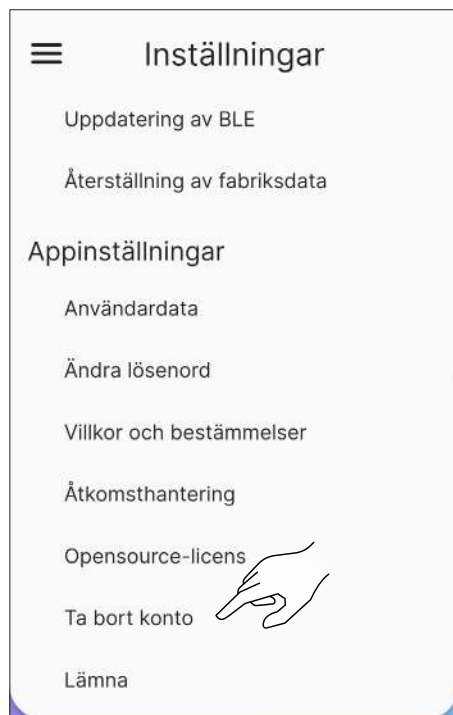 Inställningar
Uppdatering av BLE
Återställning av fabriksdata
Appinställningar
Användardata
Ändra lösenord
Villkor och bestämmelser
Åtkomsthantering
Opensource-licens
Ta bort konto
Lämna